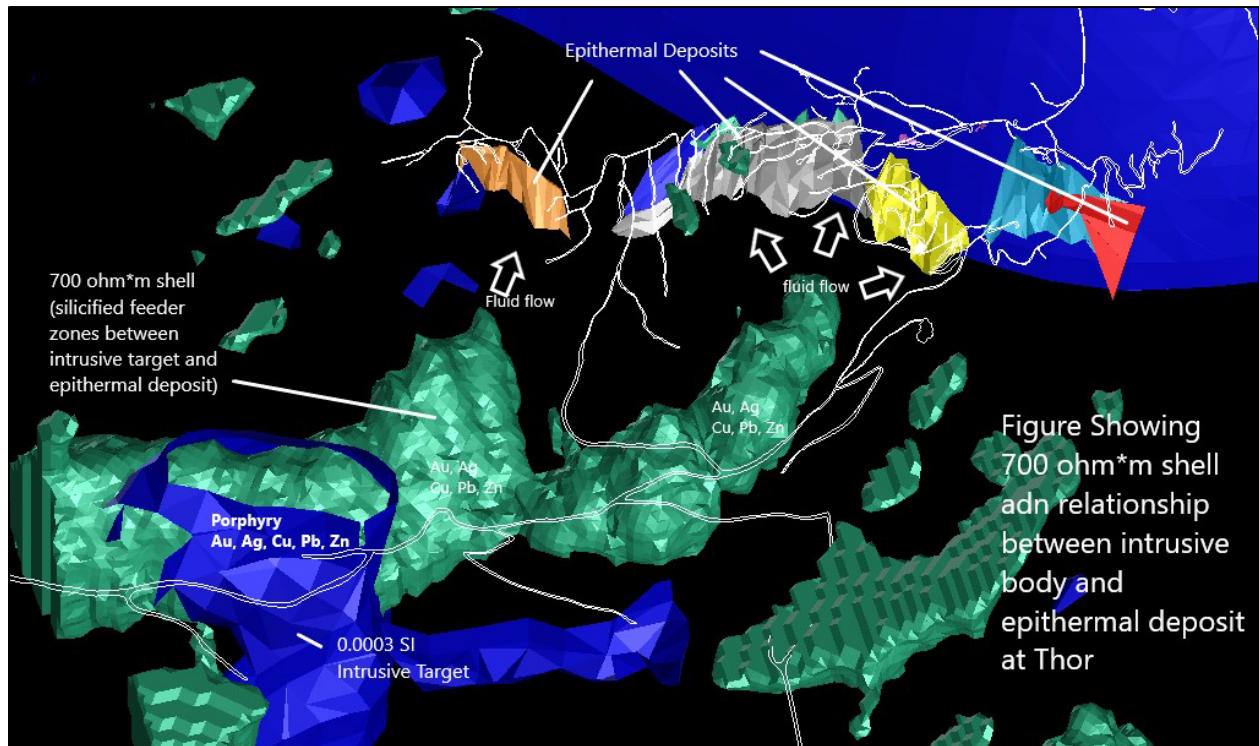 Epithermal Deposits
700 ohm*m shell
(silicified feeder
zones between
intrusive target and
epithermal deposit)
Fluid flow
fluid flow
Au, Ag
Cu, Pb, Zn
Au, Ag
Cu, Pb, Zn
Porphyry
Au, Ag, Cu, Pb, Zn
0.0003 SI
Intrusive Target
Figure Showing
700 ohm*m shell
adn relationship
between intrusive
body and
epithermal deposit
at Thor